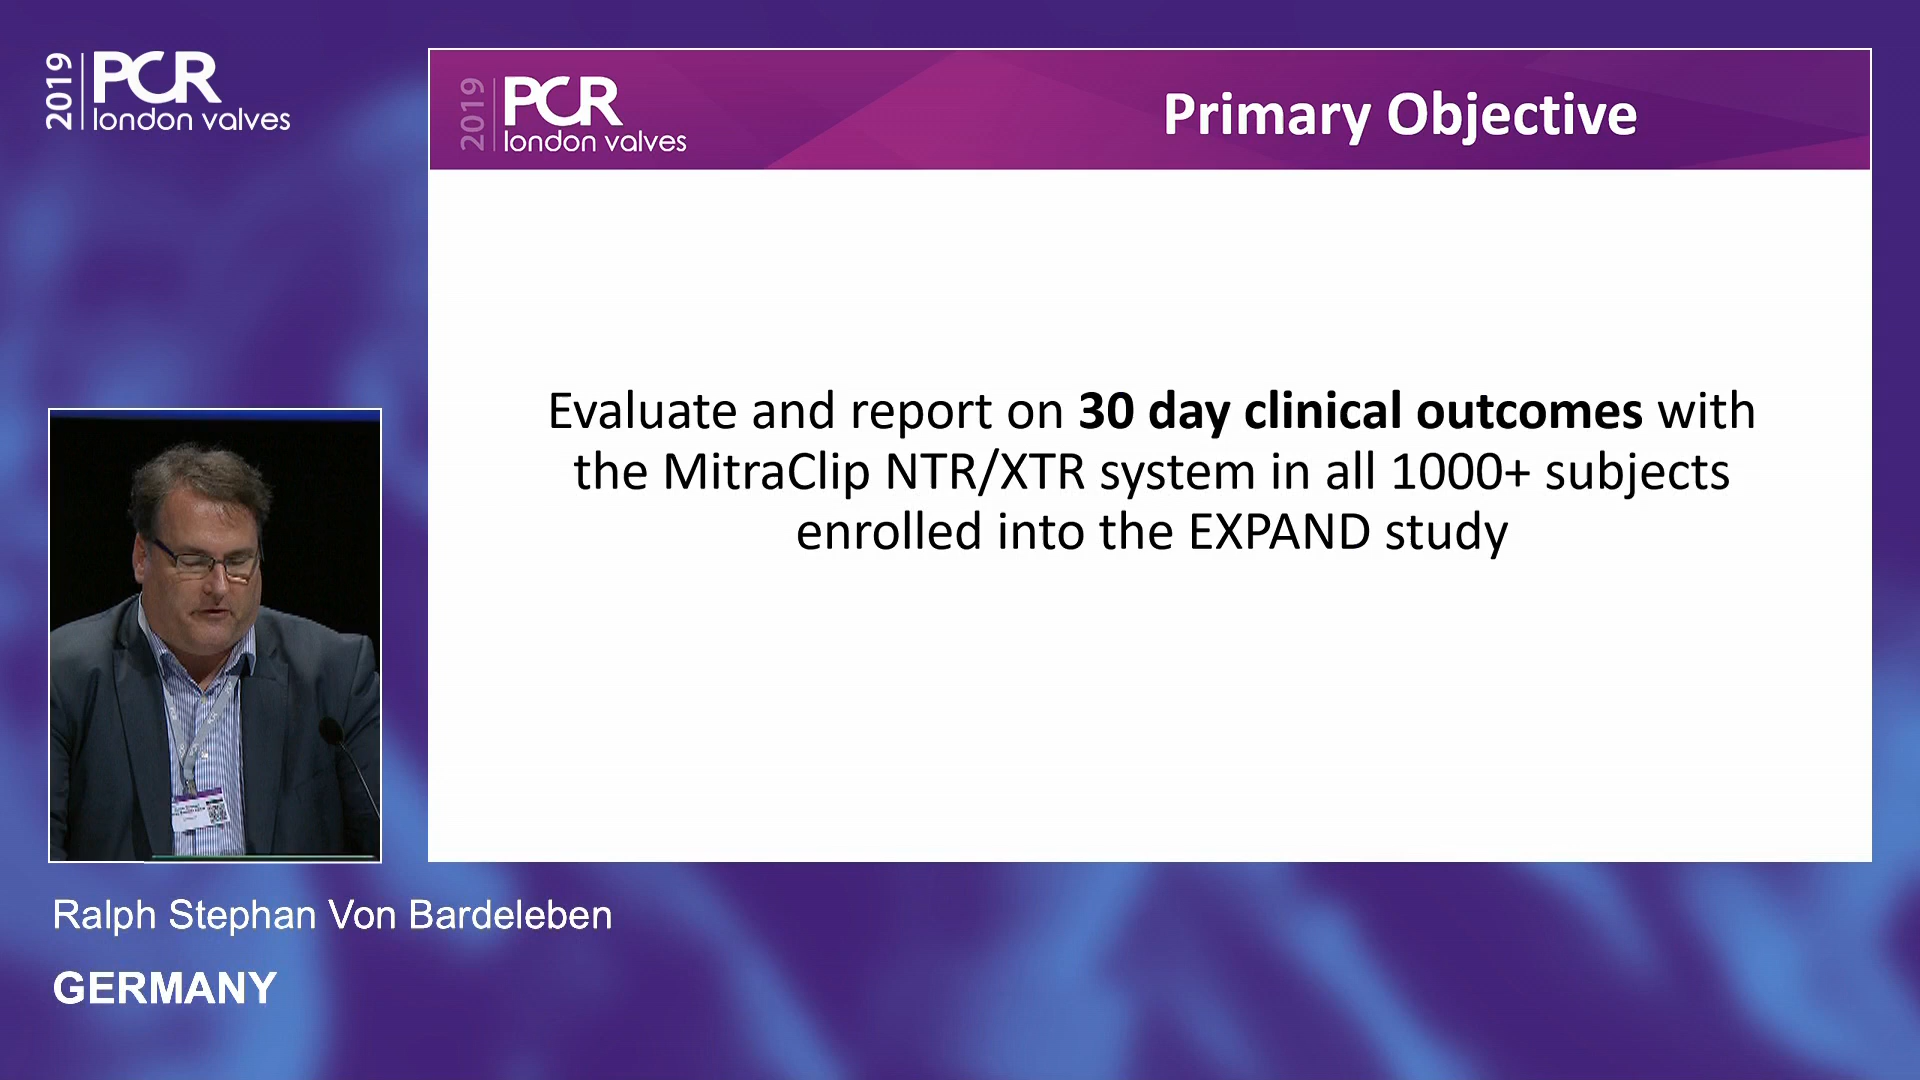 2019
PCR
london valves
2019
PCR
london valves
Primary Objective
Evaluate and report on 30 day clinical outcomes with
the MitraClip NTR/XTR system in all 1000+ subjects
enrolled into the EXPAND study
Ralph Stephan Von Bardeleben
GERMANY